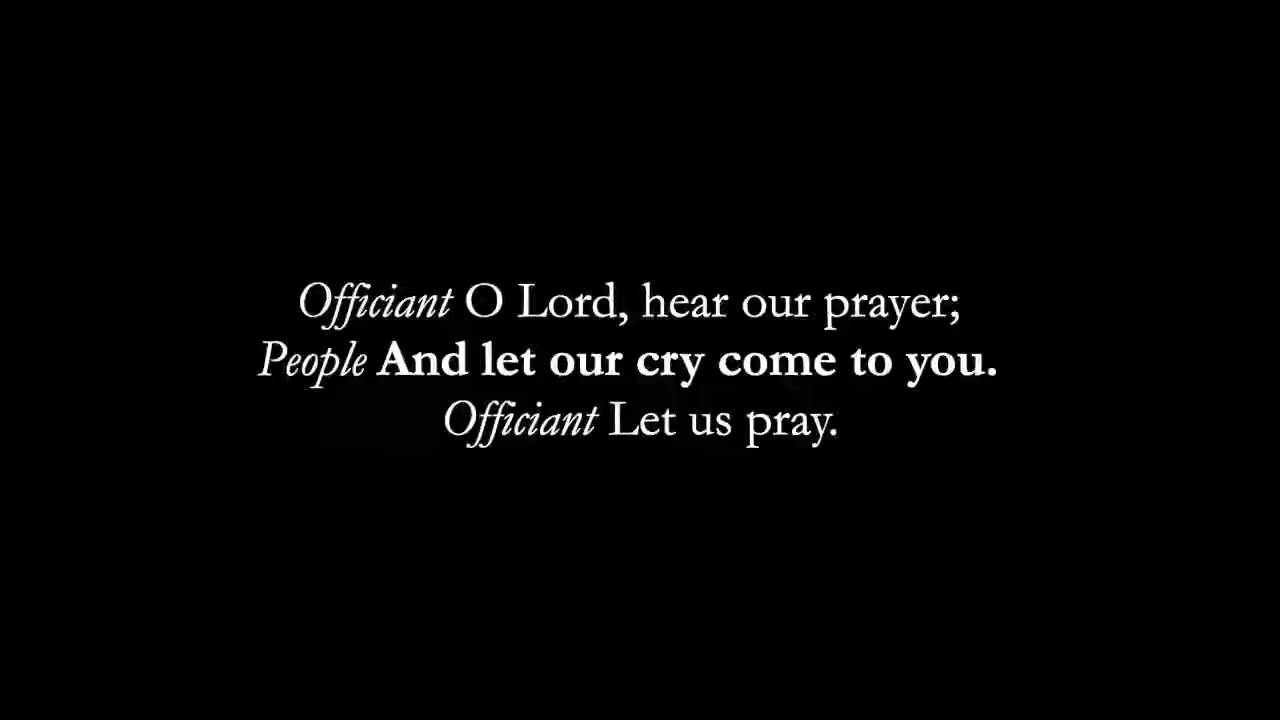 Officiant O Lord, hear our prayer;
People And let our cry come to you.
Officiant Let us pray.